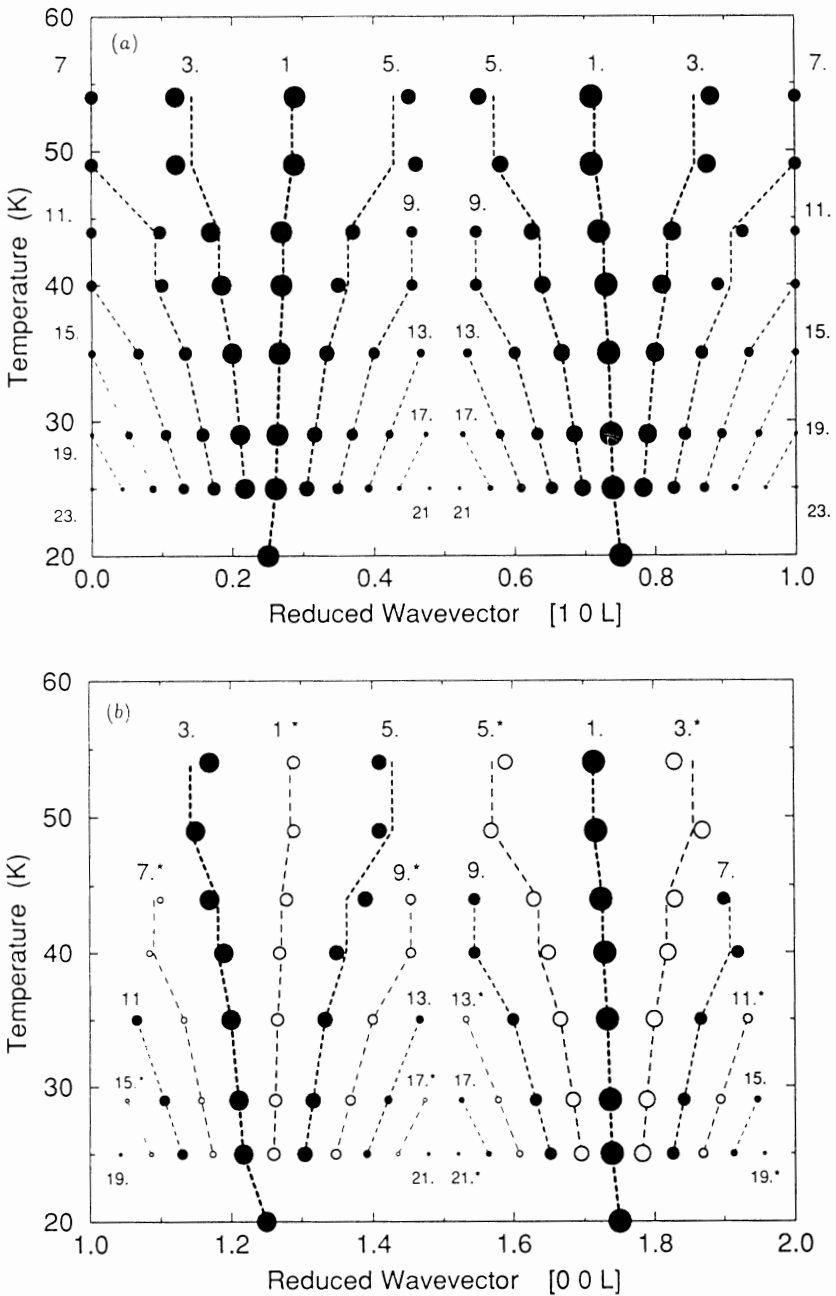 60
(a)
7 3. 1 5. 5. 1. 3. 7.
50
11. 9. 9. 11.
40
15. 13. 13. 15.
30
17. 17.
19. 19.
23. 21 21 23.
20
Temperature (K)
0.0 0.2 0.4 0.6 0.8 1.0
Reduced Wavevector [1 0 L]
60
(b)
3. 1* 5. 5.* 1. 3.*
50
7.* 9.* 9. 7.
40
11 13. 13.* 11.*
30
15.* 17.* 17. 15.
19. 21. 21.* 19.*
20
Temperature (K)
1.0 1.2 1.4 1.6 1.8 2.0
Reduced Wavevector [0 0 L]